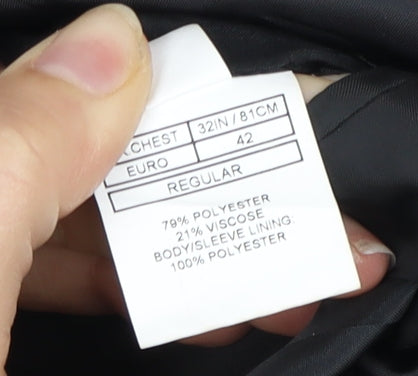 CHEST 32IN / 81CM
EURO 42
REGULAR
79% POLYESTER
21% VISCOSE
BODY/SLEEVE LINING:
100% POLYESTER